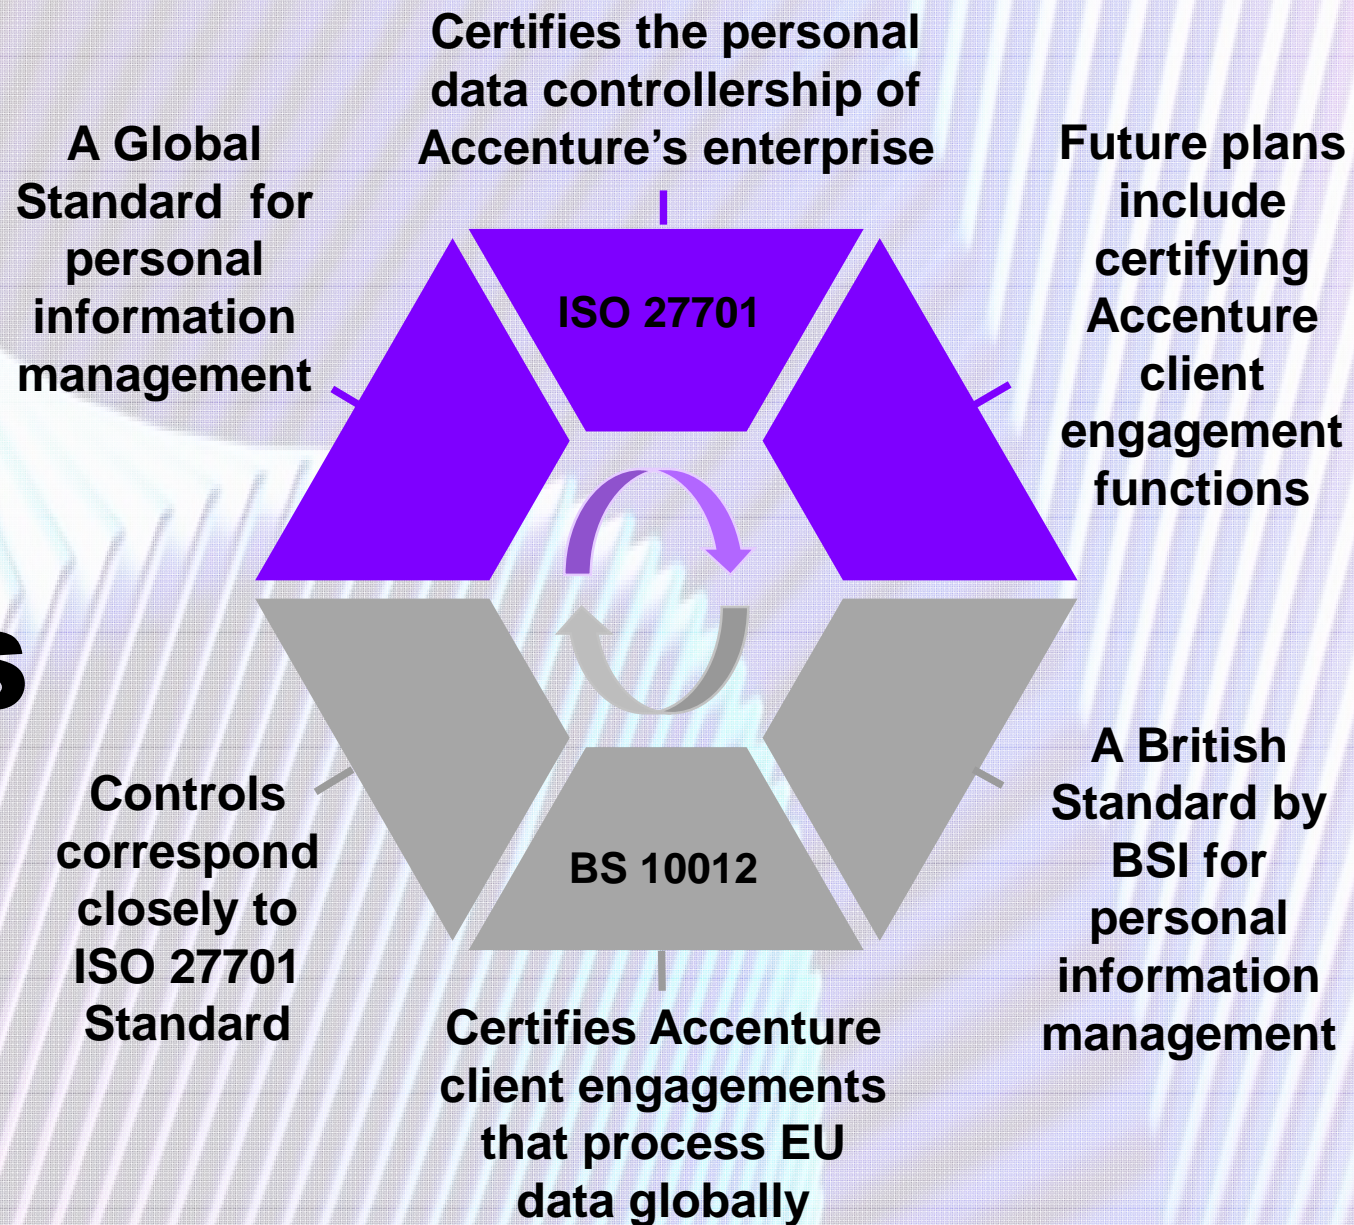 Certifies the personal
data controllership of
Accenture’s enterprise
A Global
Standard for
personal
information
management
Future plans
include
certifying
Accenture
client
engagement
functions
ISO 27701
s
BS 10012
Controls
correspond
closely to
ISO 27701
Standard
A British
Standard by
BSI for
personal
information
management
Certifies Accenture
client engagements
that process EU
data globally